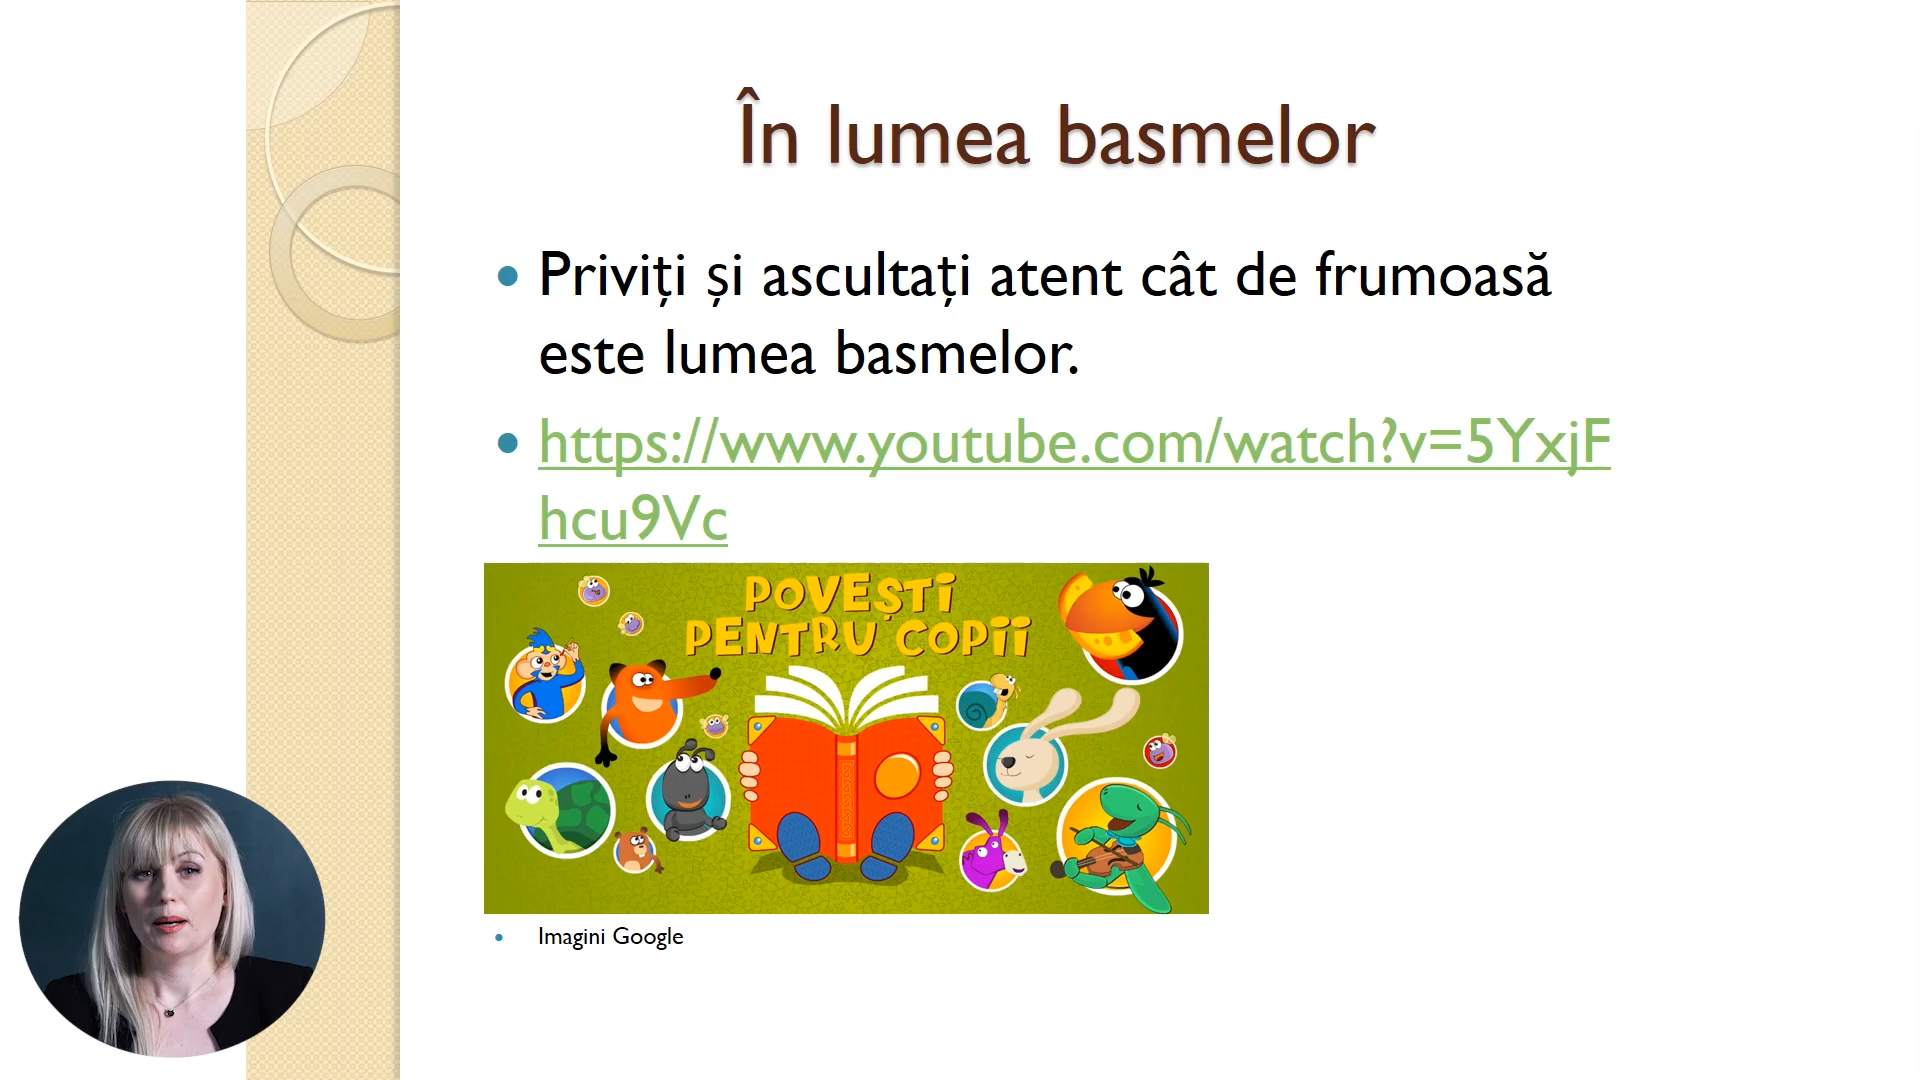 În lumea basmelor
Priviți și ascultați atent cât de frumoasă
este lumea basmelor.
https://www.youtube.com/watch?v=5YxjF
hcu9Vc
POVEȘTI
PENTRU COPII
Imagini Google